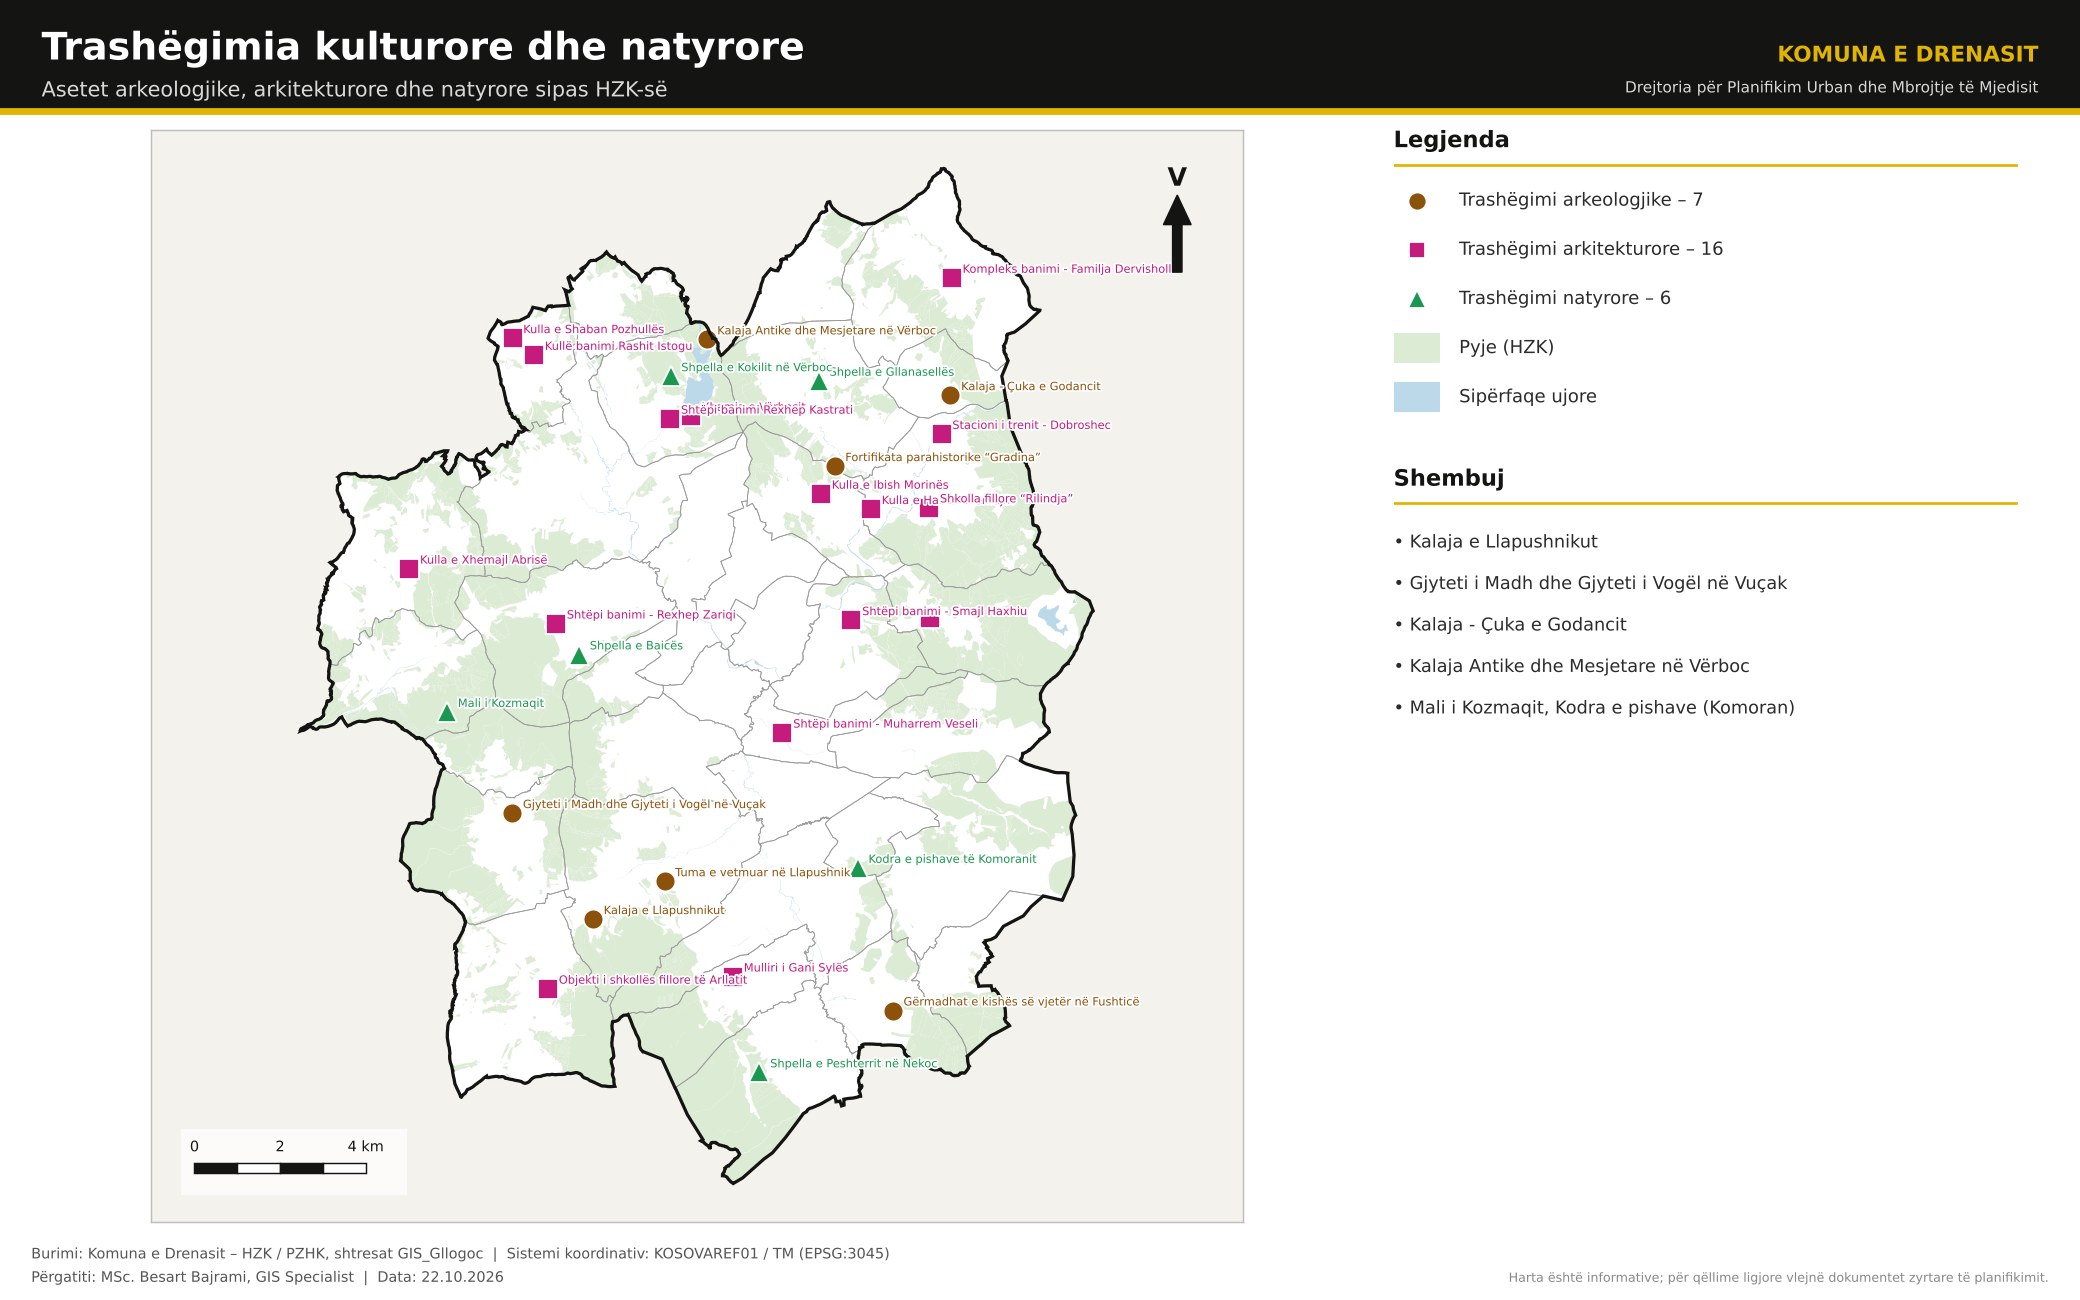 Trashëgimia kulturore dhe natyrore
Asetet arkeologjike, arkitekturore dhe natyrore sipas HZK-së
KOMUNA E DRENASIT
Drejtoria për Planifikim Urban dhe Mbrojtje të Mjedisit
V
Kompleks banimi - Familja Dervisholli
Kulla e Shaban Pozhullës
Kullë banimi Rashit Istogu
Kalaja Antike dhe Mesjetare në Vërboc
Shpella e Kokilit në Vërboc
Shpella e Gllanasellës
Kalaja - Çuka e Godancit
Shtëpi banimi Rexhep Kastrati
Stacioni i trenit - Dobroshec
Fortifikata parahistorike “Gradina”
Kulla e Ibish Morinës
Kulla e Ha
Shkolla fillore “Rilindja”
Kulla e Xhemajl Abrisë
Shtëpi banimi - Rexhep Zariqi
Shtëpi banimi - Smajl Haxhiu
Shpella e Baicës
Mali i Kozmaqit
Shtëpi banimi - Muharrem Veseli
Gjyteti i Madh dhe Gjyteti i Vogël në Vuçak
Kodra e pishave të Komoranit
Tuma e vetmuar në Llapushnik
Kalaja e Llapushnikut
Mulliri i Gani Sylës
Objekti i shkollës fillore të Arllatit
Gërmadhat e kishës së vjetër në Fushticë
Shpella e Peshterrit në Nekoc
0 2 4 km
Legjenda
Trashëgimi arkeologjike – 7
Trashëgimi arkitekturore – 16
Trashëgimi natyrore – 6
Pyje (HZK)
Sipërfaqe ujore
Shembuj
• Kalaja e Llapushnikut
• Gjyteti i Madh dhe Gjyteti i Vogël në Vuçak
• Kalaja - Çuka e Godancit
• Kalaja Antike dhe Mesjetare në Vërboc
• Mali i Kozmaqit, Kodra e pishave (Komoran)
Burimi: Komuna e Drenasit – HZK / PZHK, shtresat GIS_Gllogoc | Sistemi koordinativ: KOSOVAREF01 / TM (EPSG:3045)
Përgatiti: MSc. Besart Bajrami, GIS Specialist | Data: 22.10.2026
Harta është informative; për qëllime ligjore vlejnë dokumentet zyrtare të planifikimit.